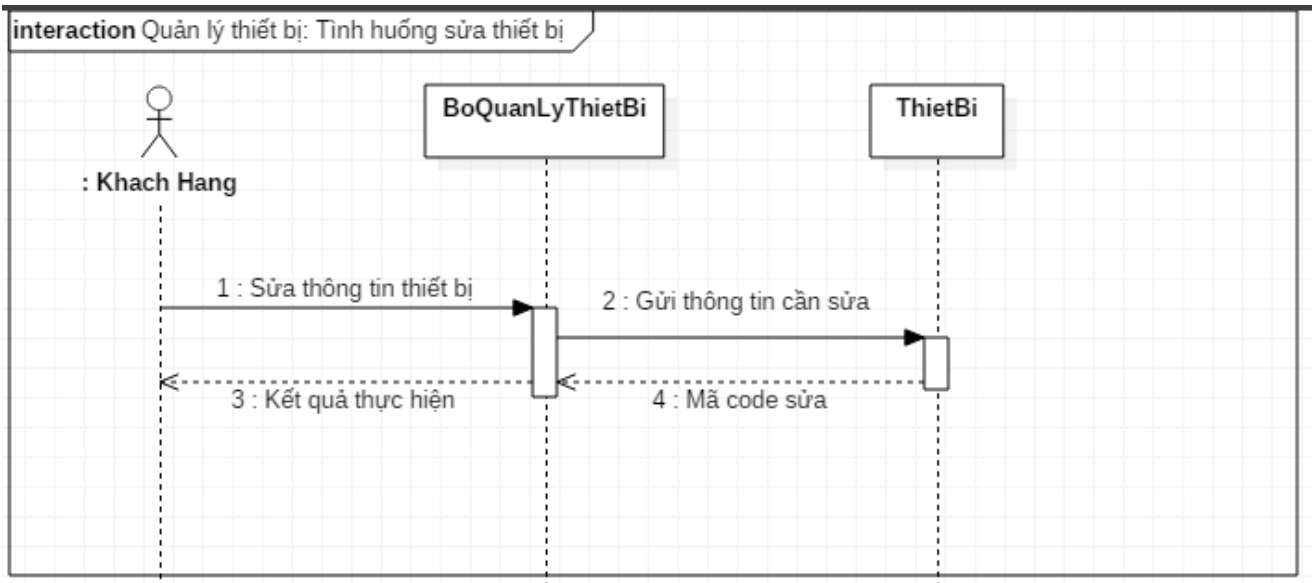 interaction Quản lý thiết bị: Tình huống sửa thiết bị
BoQuanLyThietBi
ThietBi
: Khach Hang
1 : Sửa thông tin thiết bị
2 : Gửi thông tin cần sửa
3 : Kết quả thực hiện
4 : Mã code sửa